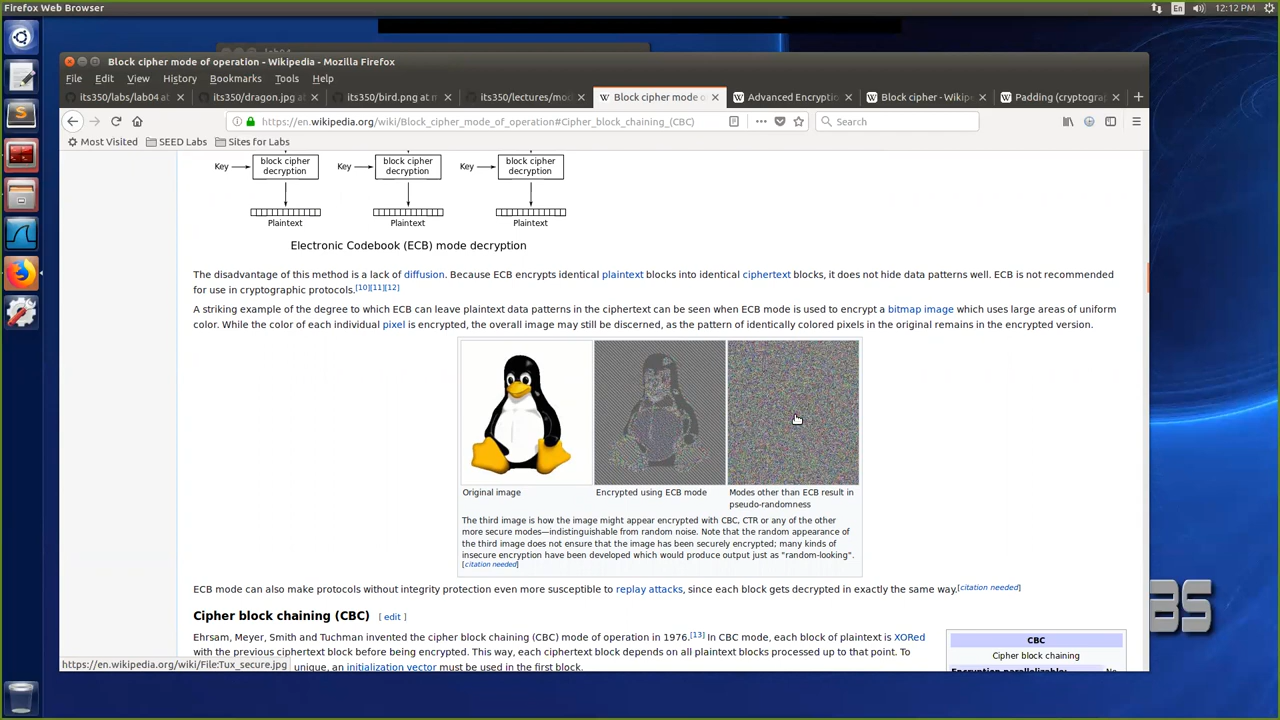 Firefox Web Browser
En
12:12 PM
Block cipher mode of operation - Wikipedia - Mozilla Firefox
File Edit View History Bookmarks Tools Help
its350/labs/lab04 at
its350/dragon.jpg at
its350/bird.png at m
its350/lectures/mod
Block cipher mode o
Advanced Encryptio
Block cipher - Wikipe
Padding (cryptogra
https://en.wikipedia.org/wiki/Block_cipher_mode_of_operation#Cipher_block_chaining_(CBC)
Search
Most Visited SEED Labs Sites for Labs
Key block cipher decryption Key block cipher decryption Key block cipher decryption
Plaintext Plaintext Plaintext
Electronic Codebook (ECB) mode decryption
The disadvantage of this method is a lack of diffusion. Because ECB encrypts identical plaintext blocks into identical ciphertext blocks, it does not hide data patterns well. ECB is not recommended
for use in cryptographic protocols.[10][11][12]
A striking example of the degree to which ECB can leave plaintext data patterns in the ciphertext can be seen when ECB mode is used to encrypt a bitmap image which uses large areas of uniform
color. While the color of each individual pixel is encrypted, the overall image may still be discerned, as the pattern of identically colored pixels in the original remains in the encrypted version.
Original image
Encrypted using ECB mode
Modes other than ECB result in
pseudo-randomness
The third image is how the image might appear encrypted with CBC, CTR or any of the other
more secure modes—indistinguishable from random noise. Note that the random appearance of
the third image does not ensure that the image has been securely encrypted; many kinds of
insecure encryption have been developed which would produce output just as "random-looking".
[citation needed]
ECB mode can also make protocols without integrity protection even more susceptible to replay attacks, since each block gets decrypted in exactly the same way.[citation needed]
Cipher block chaining (CBC) [ edit ]
Ehrsam, Meyer, Smith and Tuchman invented the cipher block chaining (CBC) mode of operation in 1976.[13] In CBC mode, each block of plaintext is XORed
with the previous ciphertext block before being encrypted. This way, each ciphertext block depends on all plaintext blocks processed up to that point. To
unique, an initialization vector must be used in the first block.
CBC
Cipher block chaining
https://en.wikipedia.org/wiki/File:Tux_secure.jpg
BS